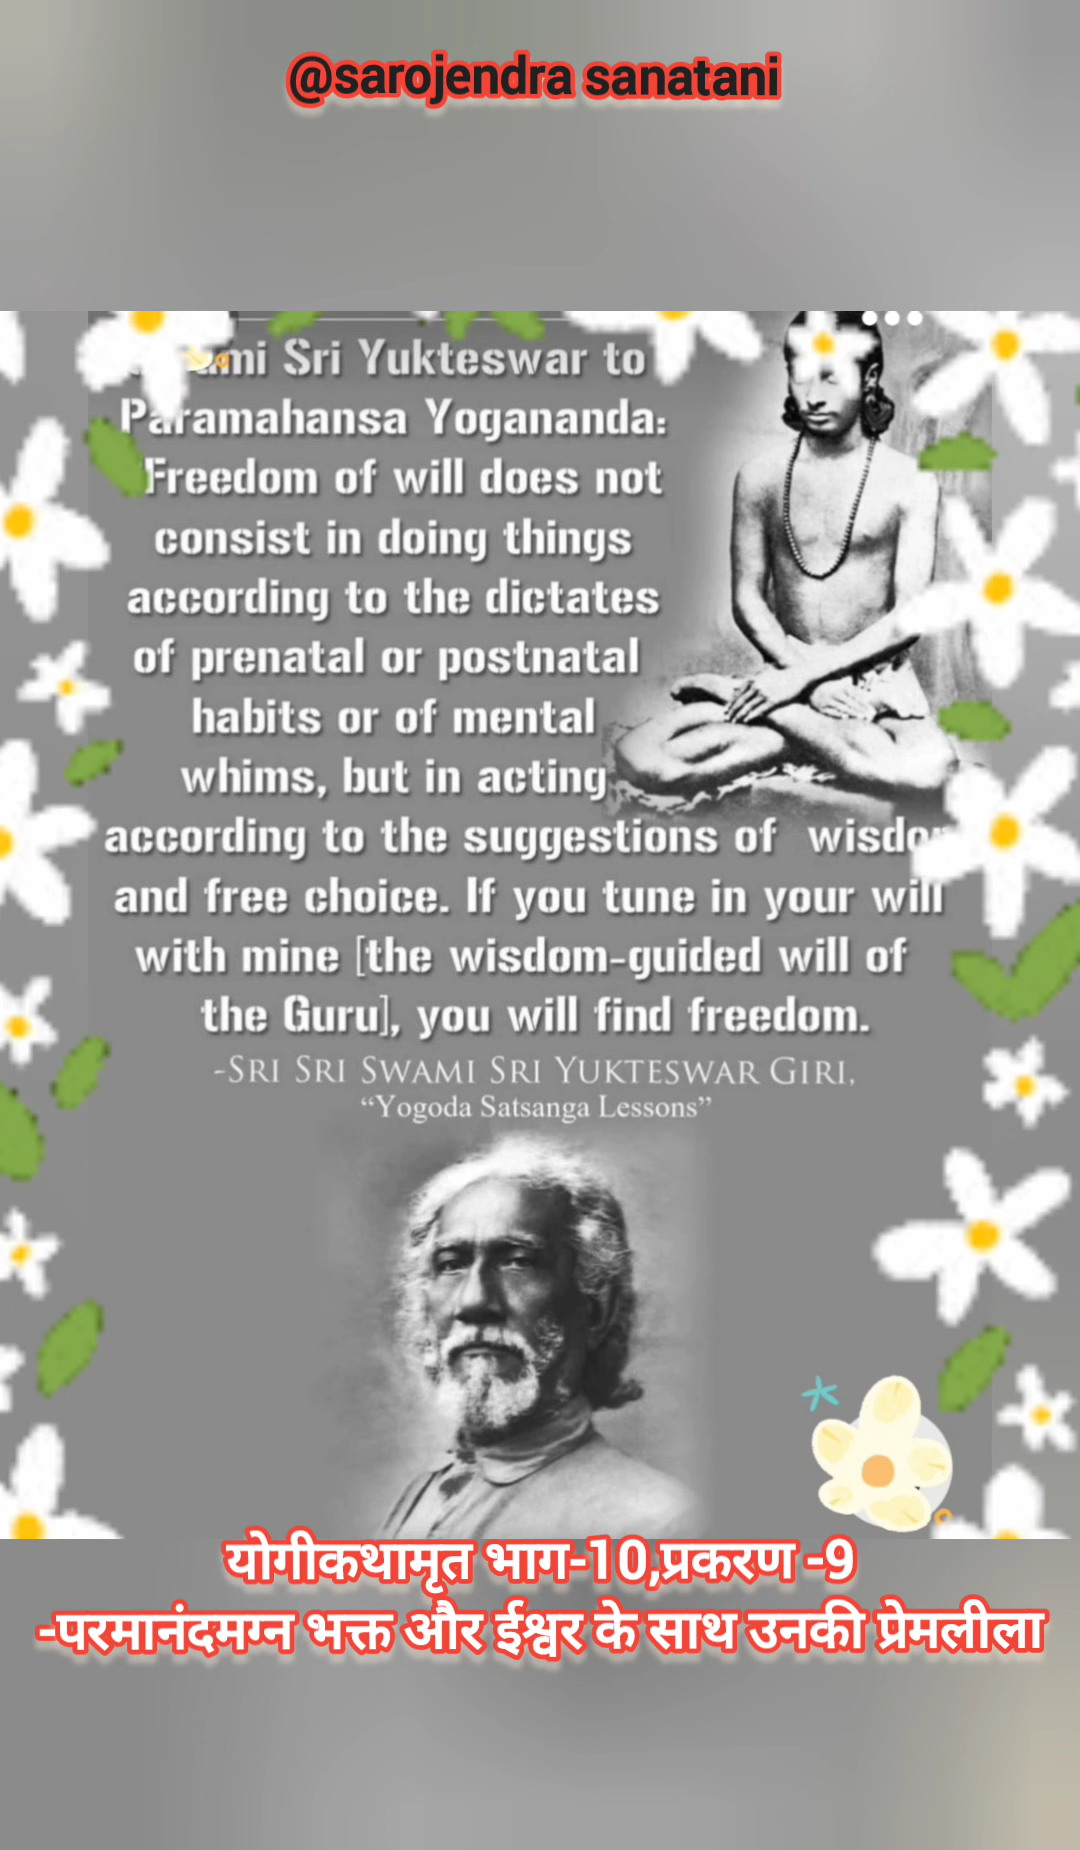 @sarojendra sanatani
Sri Yukteswar to
Paramahansa Yogananda:
Freedom of will does not
consist in doing things
according to the dictates
of prenatal or postnatal
habits or of mental
whims, but in acting
according to the suggestions of wisdom
and free choice. If you tune in your will
with mine [the wisdom-guided will of
the Guru], you will find freedom.
-SRI SRI SWAMI SRI YUKTESWAR GIRI,
“Yogoda Satsanga Lessons”
योगीकथामृत भाग-10,प्रकरण -9
-परमानंदमग्न भक्त और ईश्वर के साथ उनकी प्रेमलीला